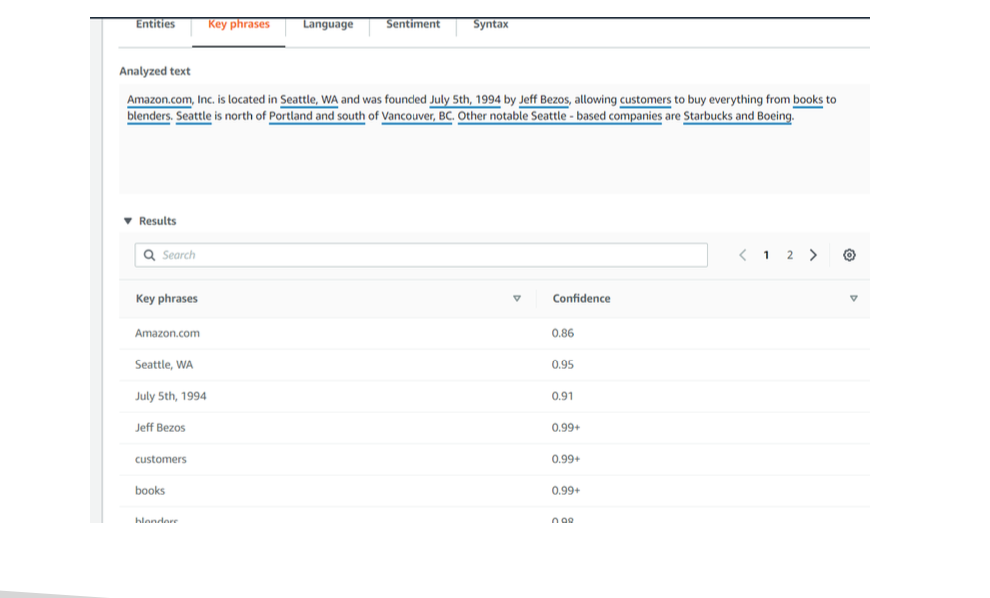 Entities Key phrases Language Sentiment Syntax
Analyzed text
Amazon.com, Inc. is located in Seattle, WA and was founded July 5th, 1994 by Jeff Bezos, allowing customers to buy everything from books to
blenders. Seattle is north of Portland and south of Vancouver, BC. Other notable Seattle - based companies are Starbucks and Boeing.
Results
Search
1 2
Key phrases Confidence
Amazon.com 0.86
Seattle, WA 0.95
July 5th, 1994 0.91
Jeff Bezos 0.99+
customers 0.99+
books 0.99+
blenders 0.98